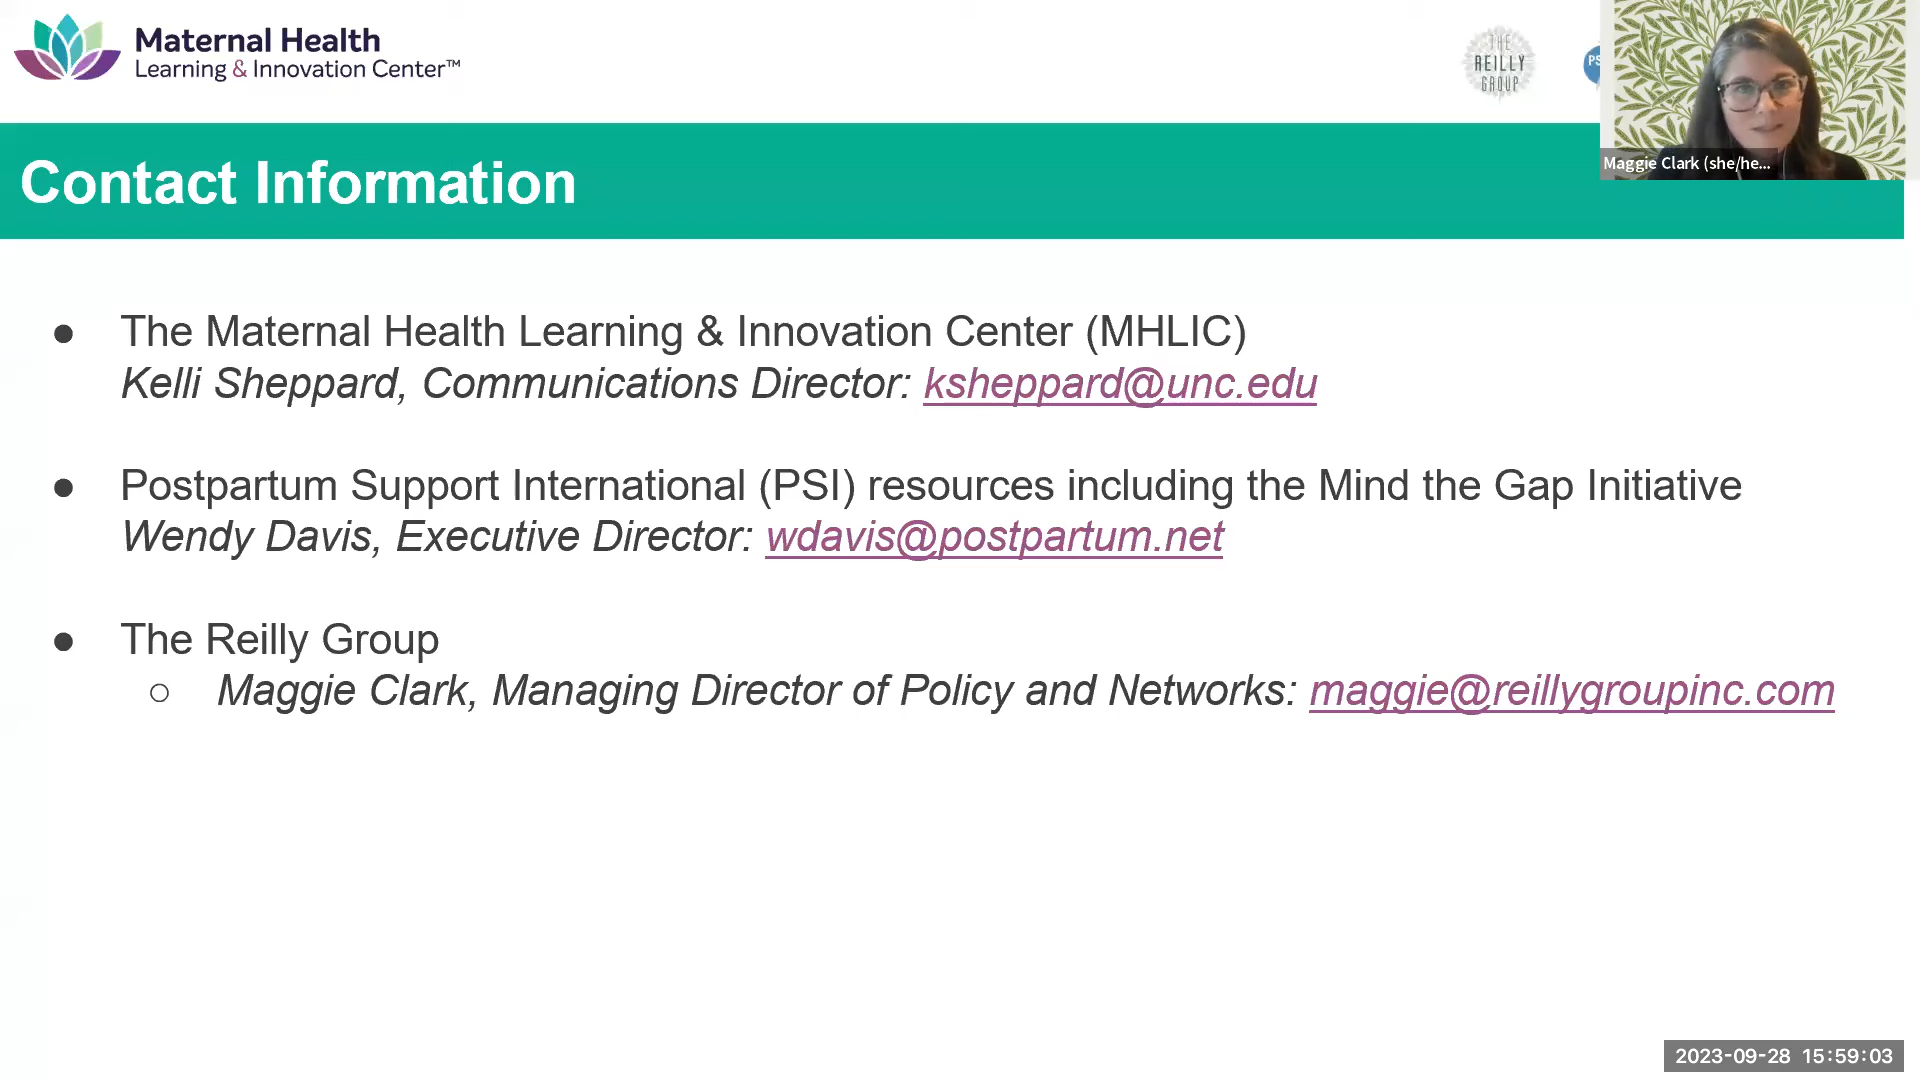 Maternal Health
Learning & Innovation Center™
THE
REILLY
GROUP
PS
Maggie Clark (she/he...
Contact Information
● The Maternal Health Learning & Innovation Center (MHLIC)
Kelli Sheppard, Communications Director: ksheppard@unc.edu
● Postpartum Support International (PSI) resources including the Mind the Gap Initiative
Wendy Davis, Executive Director: wdavis@postpartum.net
● The Reilly Group
○ Maggie Clark, Managing Director of Policy and Networks: maggie@reillygroupinc.com
2023-09-28 15:59:03